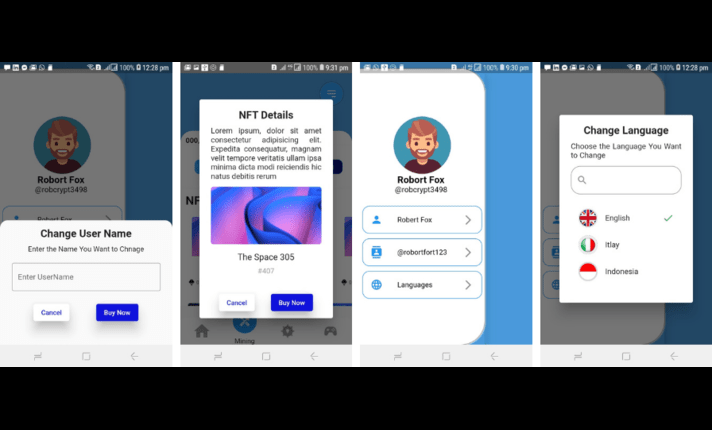 100% 12:28 pm
Robort Fox
@robcrypt3498
Robort Fox
Change User Name
Enter the Name You Want to Chnage
Enter UserName
Cancel
Buy Now
100% 9:31 pm
000,
NF
NFT Details
Lorem ipsum, dolor sit amet
consectetur adipisicing elit.
Expedita consequatur, magnam
velit tempore veritatis ullam ipsa
minima dicta modi reiciendis hic
natus debitis rerum
The Space 305
#407
Cancel
Buy Now
Mining
100% 9:30 pm
Robort Fox
@robcrypt3498
Robert Fox
@robortfort123
Languages
100% 12:28 pm
Change Language
Choose the Language You Want
to Change
English
Itlay
Indonesia
Languages